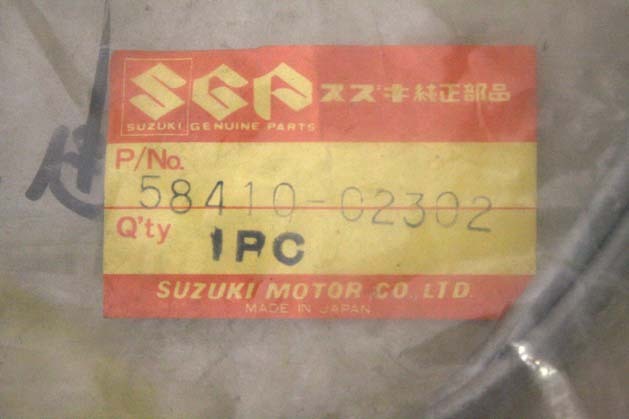 SGP スズキ純正部品
SUZUKI GENUINE PARTS
P/No.
58410-02302
Q'ty 1PC
SUZUKI MOTOR CO., LTD.
MADE IN JAPAN